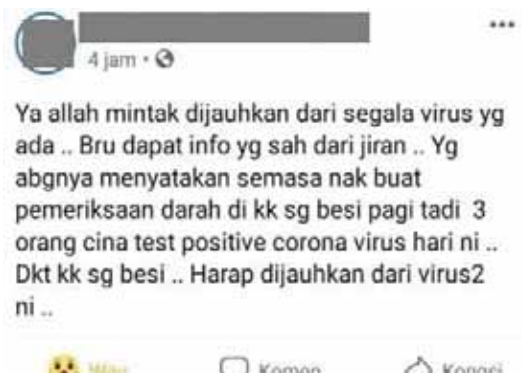 4 jam
Ya allah mintak dijauhkan dari segala virus yg
ada .. Bru dapat info yg sah dari jiran .. Yg
abgnya menyatakan semasa nak buat
pemeriksaan darah di kk sg besi pagi tadi 3
orang cina test positive corona virus hari ni ..
Dkt kk sg besi .. Harap dijauhkan dari virus2
ni ..
Wow Komen Kongsi